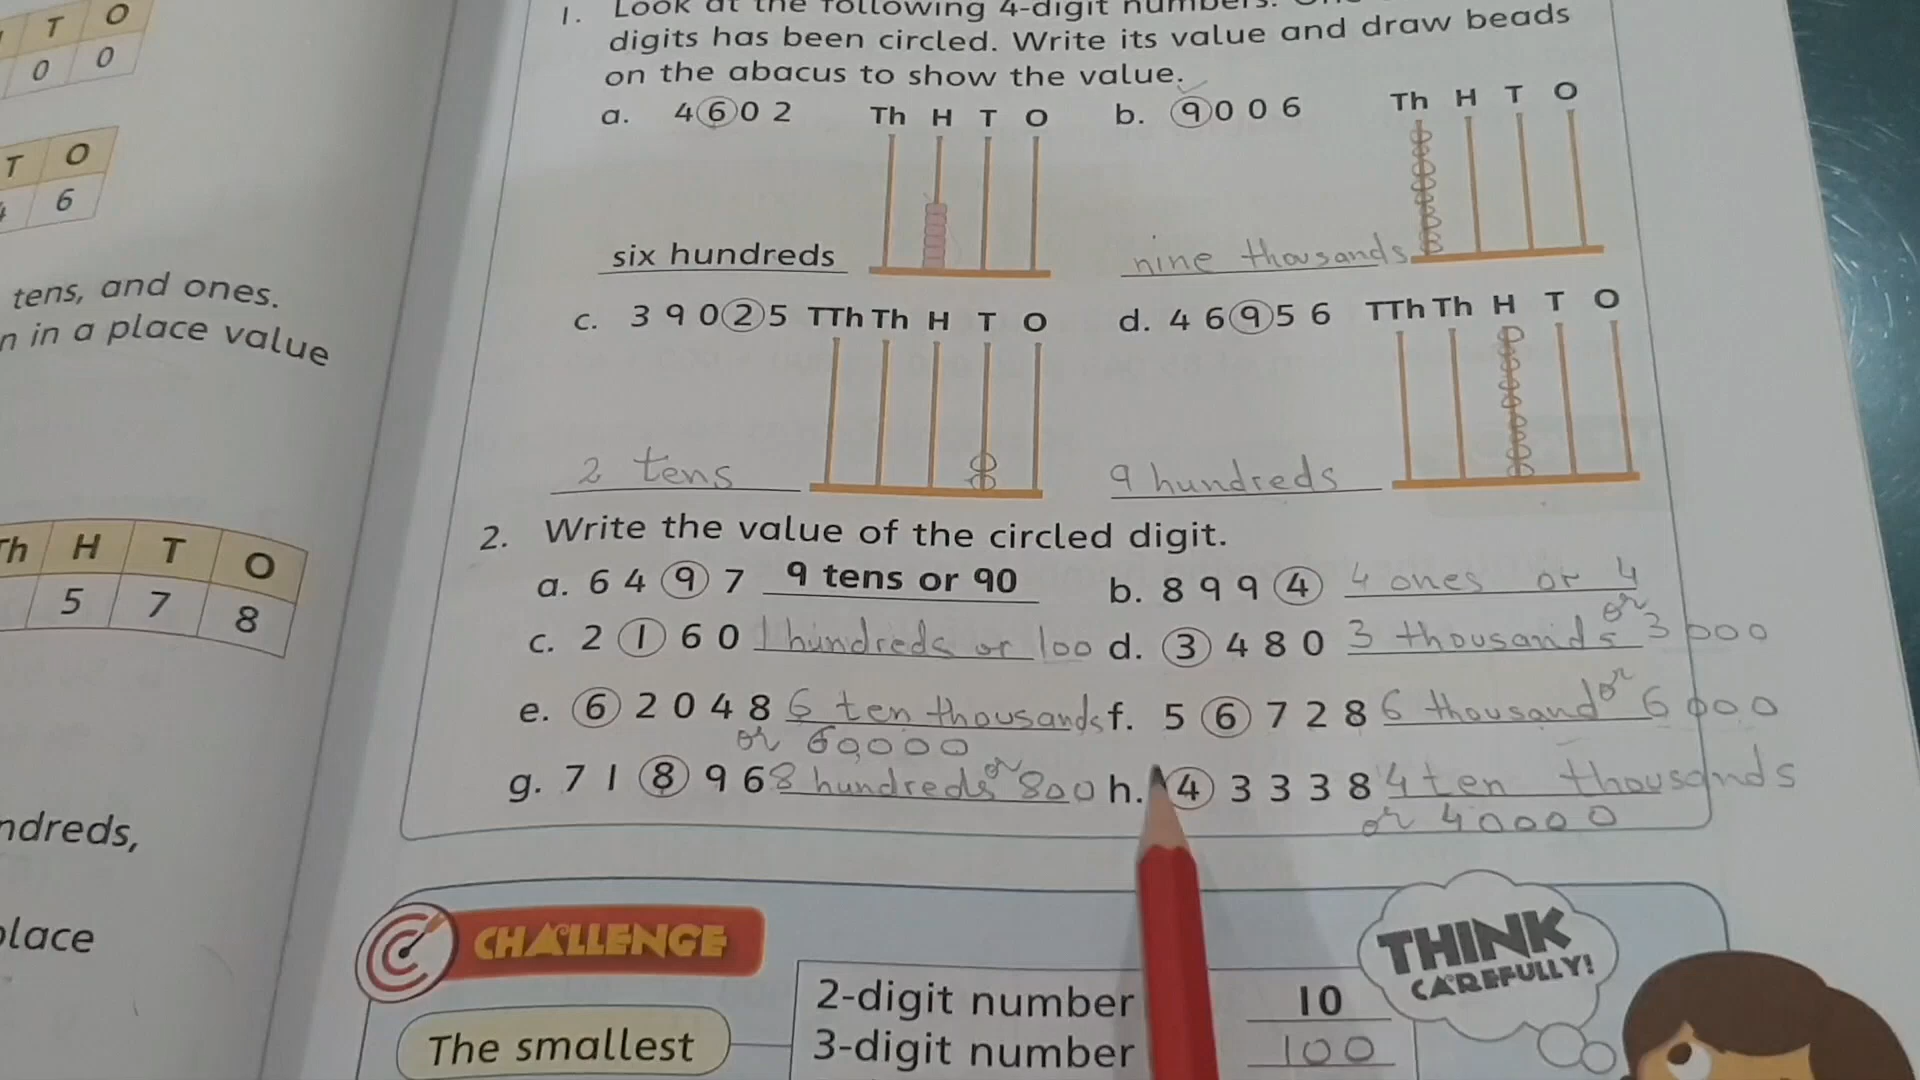 T O
0 0
T O
6
tens, and ones.
n in a place value
Th H T O
5 7 8
ndreds,
place
1. Look at the following 4-digit numbers.
digits has been circled. Write its value and draw beads
on the abacus to show the value.
a. 4 6 0 2 Th H T O b. 9 0 0 6 Th H T O
six hundreds nine thousands
c. 3 9 0 2 5 TTh Th H T O d. 4 6 9 5 6 TTh Th H T O
2 tens 9 hundreds
2. Write the value of the circled digit.
a. 6 4 9 7 9 tens or 90 b. 8 9 9 4 4 ones or 4
c. 2 1 6 0 1 hundreds or 100 d. 3 4 8 0 3 thousands or 3000
e. 6 2 0 4 8 6 ten thousands or 60,000 f. 5 6 7 2 8 6 thousand or 6000
g. 7 1 8 9 6 8 hundreds or 800 h. 4 3 3 3 8 4 ten thousands or 40000
CHALLENGE
THINK
CAREFULLY!
The smallest
2-digit number 10
3-digit number 100